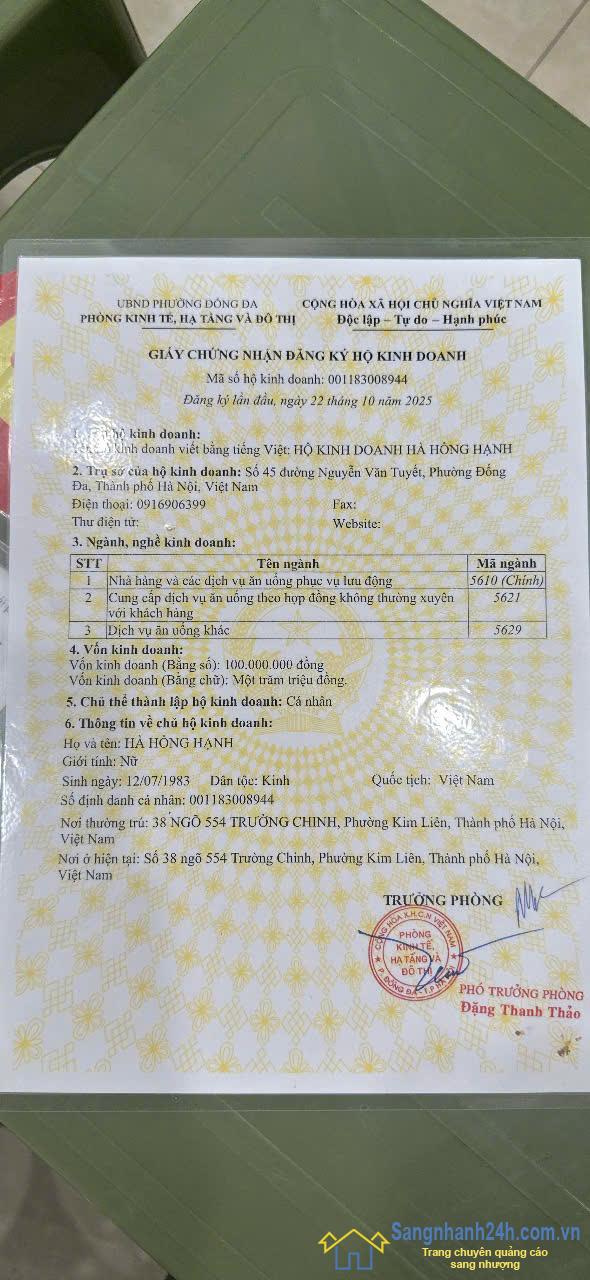 UBND PHƯỜNG ĐỐNG ĐA
PHÒNG KINH TẾ, HẠ TẦNG VÀ ĐÔ THỊ
CỘNG HÒA XÃ HỘI CHỦ NGHĨA VIỆT NAM
Độc lập – Tự do – Hạnh phúc
GIẤY CHỨNG NHẬN ĐĂNG KÝ HỘ KINH DOANH
Mã số hộ kinh doanh: 001183008944
Đăng ký lần đầu, ngày 22 tháng 10 năm 2025
1. hộ kinh doanh:
kinh doanh viết bằng tiếng Việt: HỘ KINH DOANH HÀ HỒNG HẠNH
2. Trụ sở của hộ kinh doanh: Số 45 đường Nguyễn Văn Tuyết, Phường Đống
Đa, Thành phố Hà Nội, Việt Nam
Điện thoại: 0916906399 Fax:
Thư điện tử: Website:
3. Ngành, nghề kinh doanh:
STT Tên ngành Mã ngành
1 Nhà hàng và các dịch vụ ăn uống phục vụ lưu động 5610 (Chính)
2 Cung cấp dịch vụ ăn uống theo hợp đồng không thường xuyên 5621
với khách hàng
3 Dịch vụ ăn uống khác 5629
4. Vốn kinh doanh:
Vốn kinh doanh (Bằng số): 100.000.000 đồng
Vốn kinh doanh (Bằng chữ): Một trăm triệu đồng.
5. Chủ thể thành lập hộ kinh doanh: Cá nhân
6. Thông tin về chủ hộ kinh doanh:
Họ và tên: HÀ HỒNG HẠNH
Giới tính: Nữ
Sinh ngày: 12/07/1983 Dân tộc: Kinh Quốc tịch: Việt Nam
Số định danh cá nhân: 001183008944
Nơi thường trú: 38 NGÕ 554 TRƯỜNG CHINH, Phường Kim Liên, Thành phố Hà Nội,
Việt Nam
Nơi ở hiện tại: Số 38 ngõ 554 Trường Chinh, Phường Kim Liên, Thành phố Hà Nội,
Việt Nam
TRƯỞNG PHÒNG
CỘNG HÒA X.H.C.N VIỆT NAM
PHÒNG
KINH TẾ,
HẠ TẦNG VÀ
ĐÔ THỊ
P. ĐỐNG ĐA - T.P HÀ
PHÓ TRƯỞNG PHÒNG
Đặng Thanh Thảo
Sangnhanh24h.com.vn
Trang chuyên quảng cáo
sang nhượng